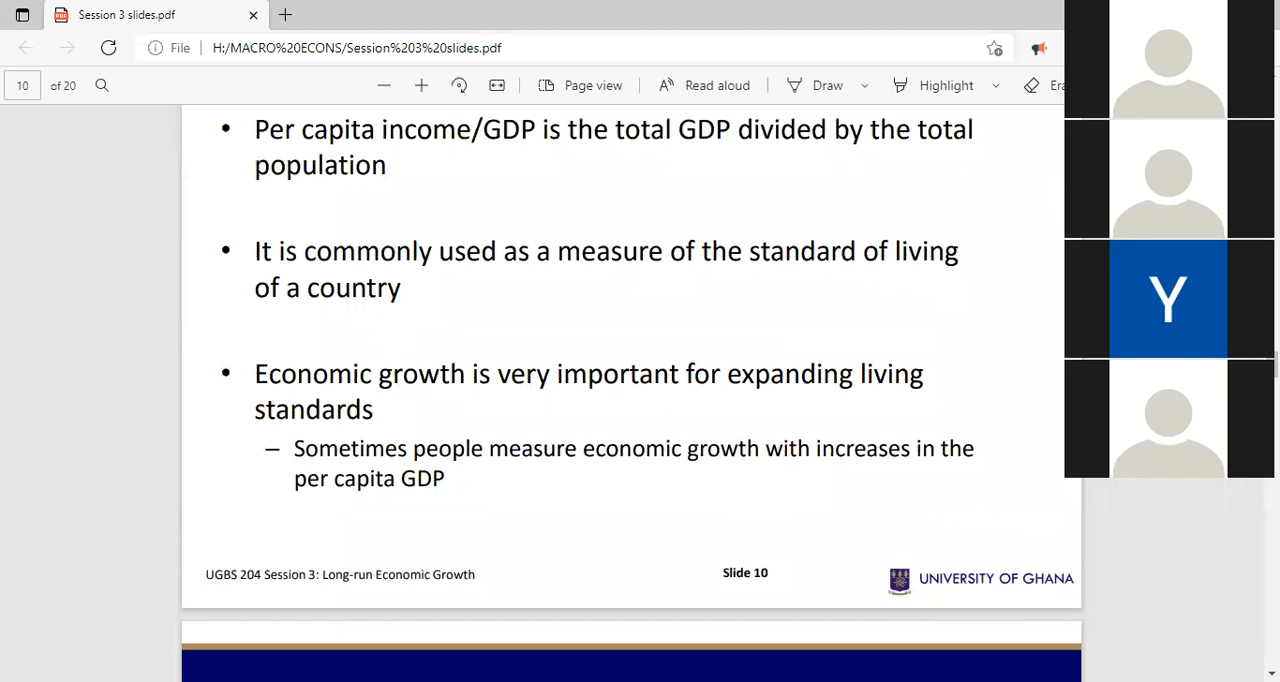 Session 3 slides.pdf
File
H:/MACRO%20ECONS/Session%203%20slides.pdf
10 of 20
Page view
Read aloud
Draw
Highlight
Era
• Per capita income/GDP is the total GDP divided by the total
population
• It is commonly used as a measure of the standard of living
of a country
• Economic growth is very important for expanding living
standards
– Sometimes people measure economic growth with increases in the
per capita GDP
UGBS 204 Session 3: Long-run Economic Growth
Slide 10
UNIVERSITY OF GHANA
Y